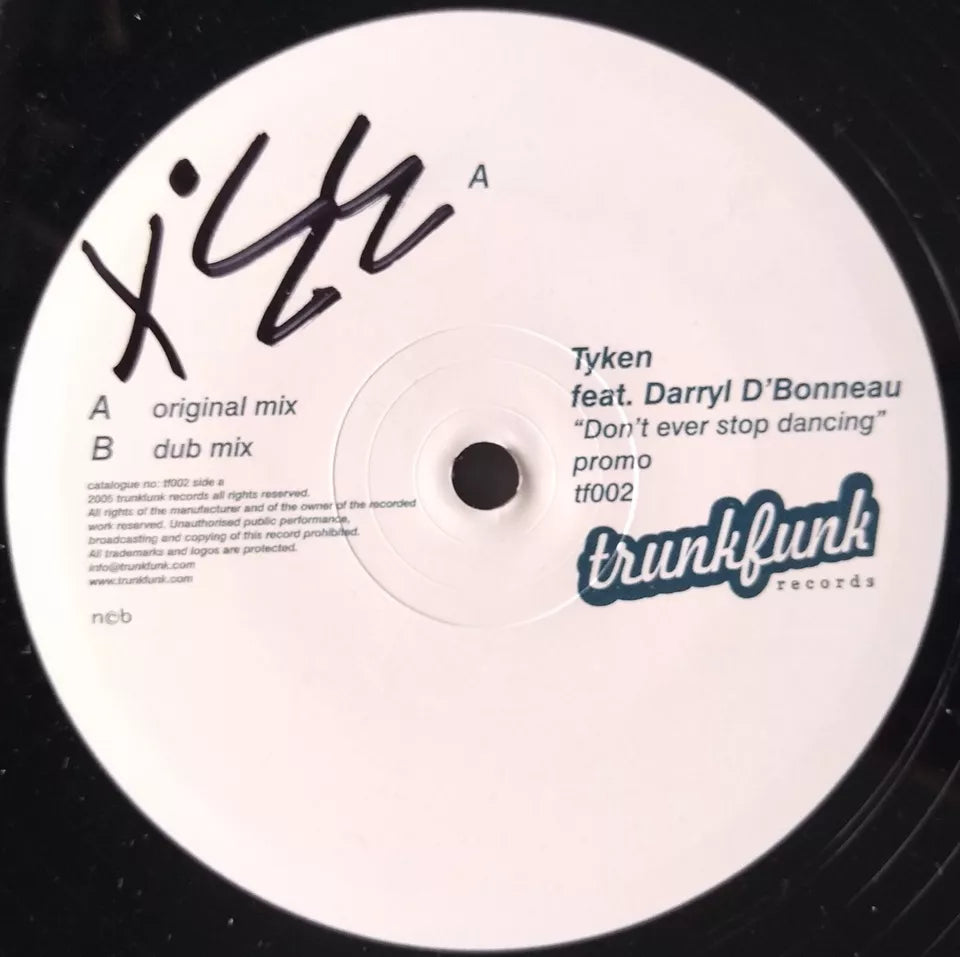 A
A original mix
B dub mix
catalogue no: tf002 side a
2005 trunkfunk records all rights reserved.
All rights of the manufacturer and of the owner of the recorded
work reserved. Unauthorised public performance,
broadcasting and copying of this record prohibited.
All trademarks and logos are protected.
info@trunkfunk.com
www.trunkfunk.com
n©b
Tyken
feat. Darryl D'Bonneau
“Don't ever stop dancing”
promo
tf002
trunkfunk
records